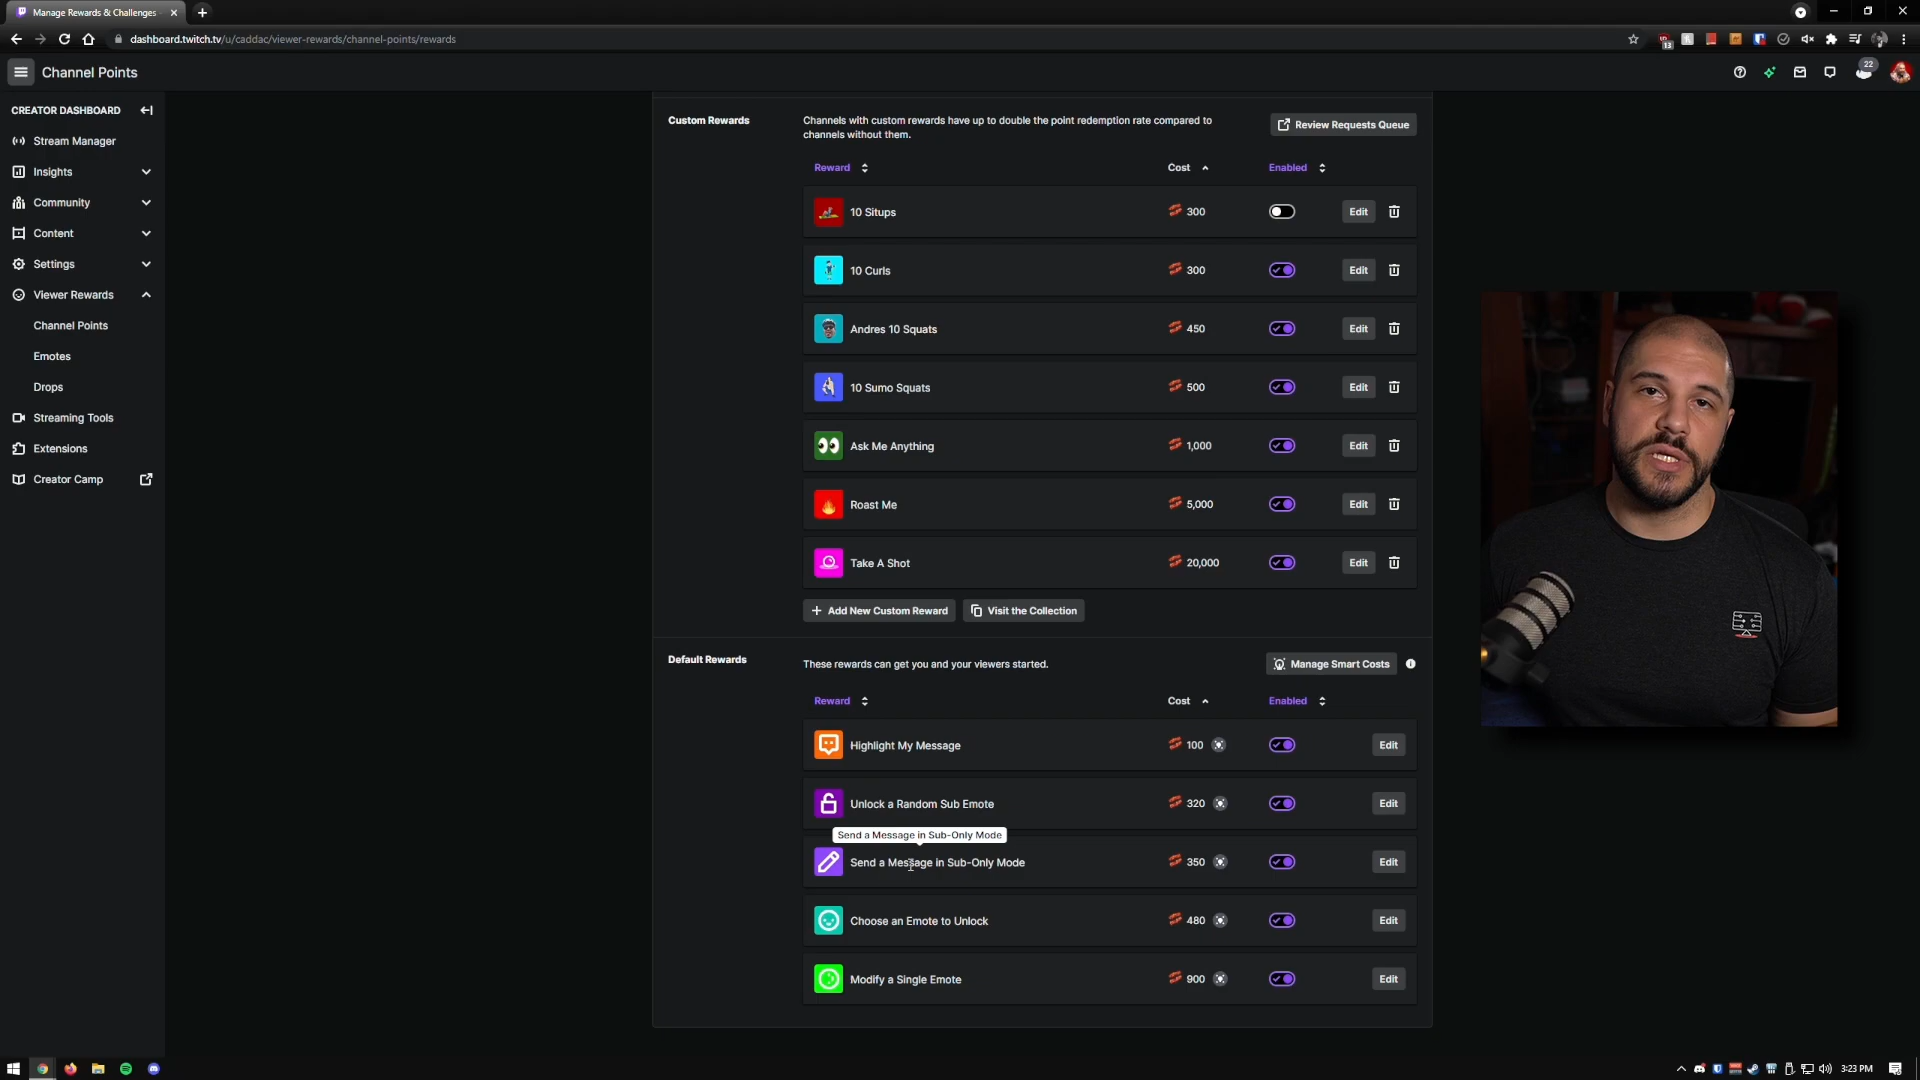 Manage Rewards & Challenges
dashboard.twitch.tv/u/caddac/viewer-rewards/channel-points/rewards
13
Channel Points
22
CREATOR DASHBOARD
Stream Manager
Insights
Community
Content
Settings
Viewer Rewards
Channel Points
Emotes
Drops
Streaming Tools
Extensions
Creator Camp
Custom Rewards
Channels with custom rewards have up to double the point redemption rate compared to
channels without them.
Review Requests Queue
Reward Cost Enabled
10 Situps 300 Edit
10 Curls 300 Edit
Andres 10 Squats 450 Edit
10 Sumo Squats 500 Edit
Ask Me Anything 1,000 Edit
Roast Me 5,000 Edit
Take A Shot 20,000 Edit
Add New Custom Reward Visit the Collection
Default Rewards
These rewards can get you and your viewers started.
Manage Smart Costs
Reward Cost Enabled
Highlight My Message 100 Edit
Unlock a Random Sub Emote 320 Edit
Send a Message in Sub-Only Mode
Send a Message in Sub-Only Mode 350 Edit
Choose an Emote to Unlock 480 Edit
Modify a Single Emote 900 Edit
3:23 PM